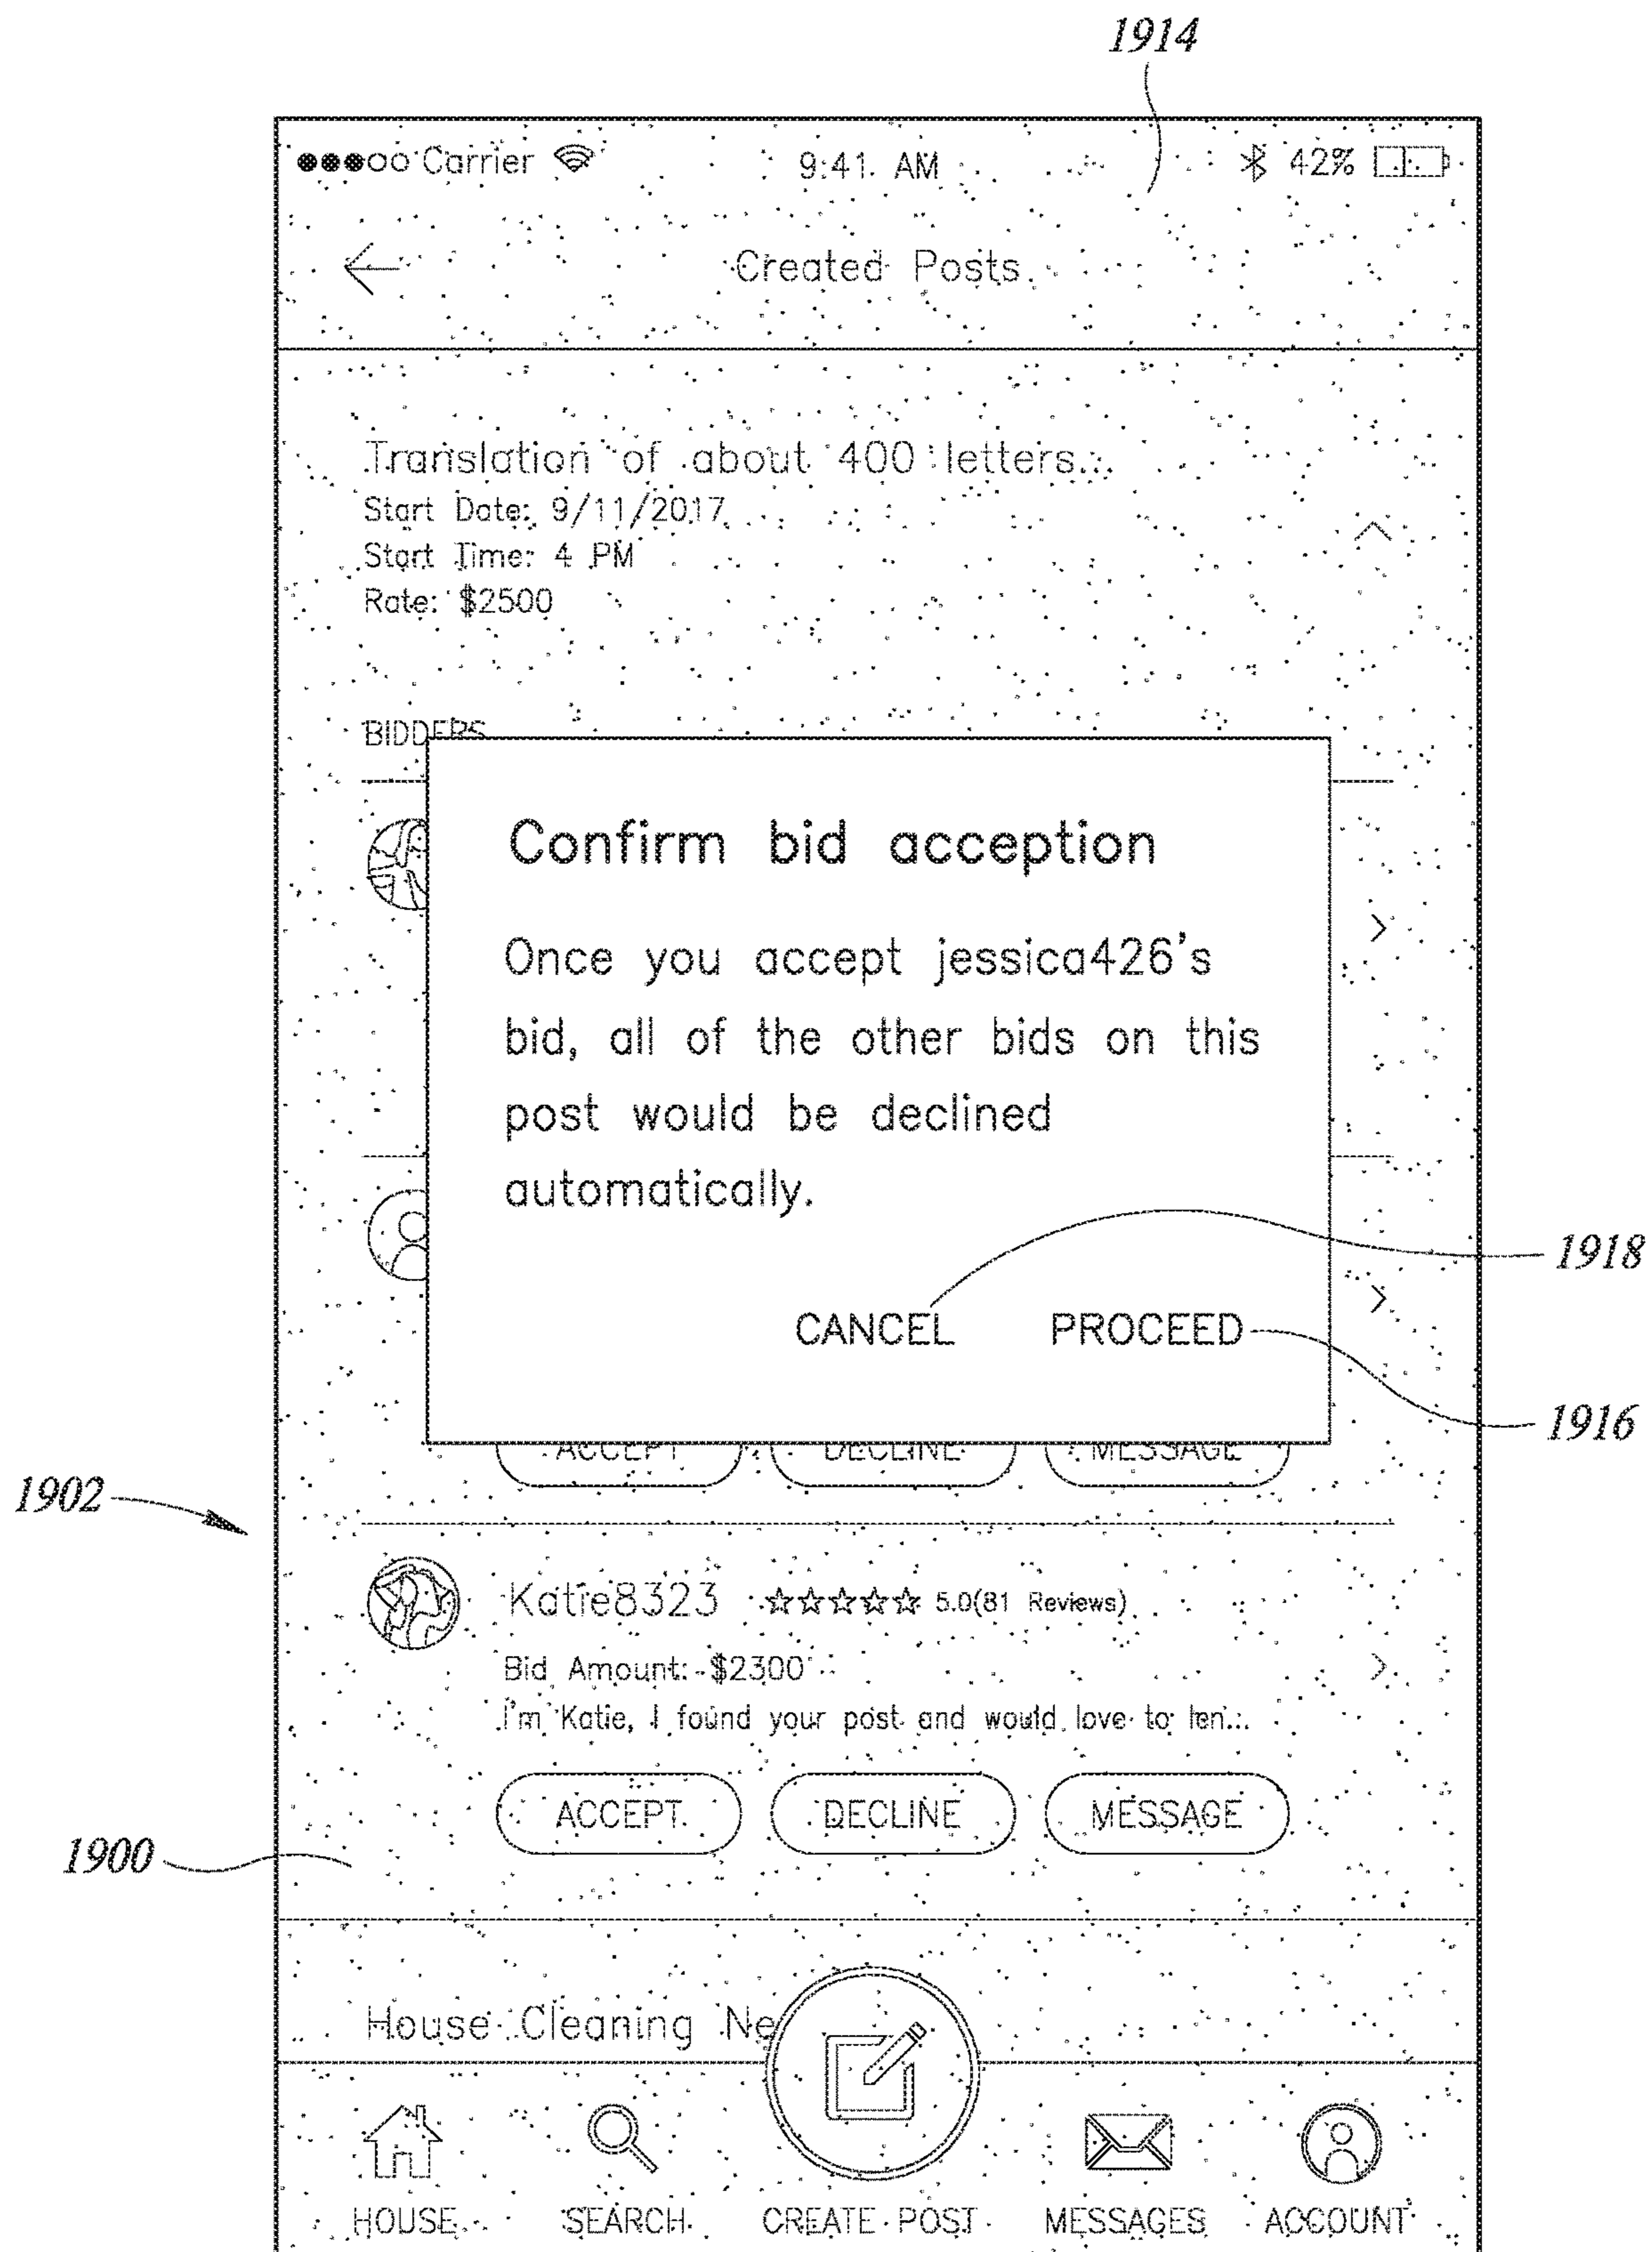 1914
Carrier 9:41 AM 42%
Created Posts
Translation of about 400 letters...
Start Date: 9/11/2017
Start Time: 4 PM
Rate: $2500
BIDDERS
Confirm bid acception
Once you accept jessica426's
bid, all of the other bids on this
post would be declined
automatically.
1918
CANCEL PROCEED
1916
ACCEPT DECLINE MESSAGE
1902
Katie8323 5.0(81 Reviews)
Bid Amount: $2300
I'm Katie, I found your post and would love to len...
ACCEPT DECLINE MESSAGE
1900
House Cleaning Ne
HOUSE SEARCH CREATE POST MESSAGES ACCOUNT